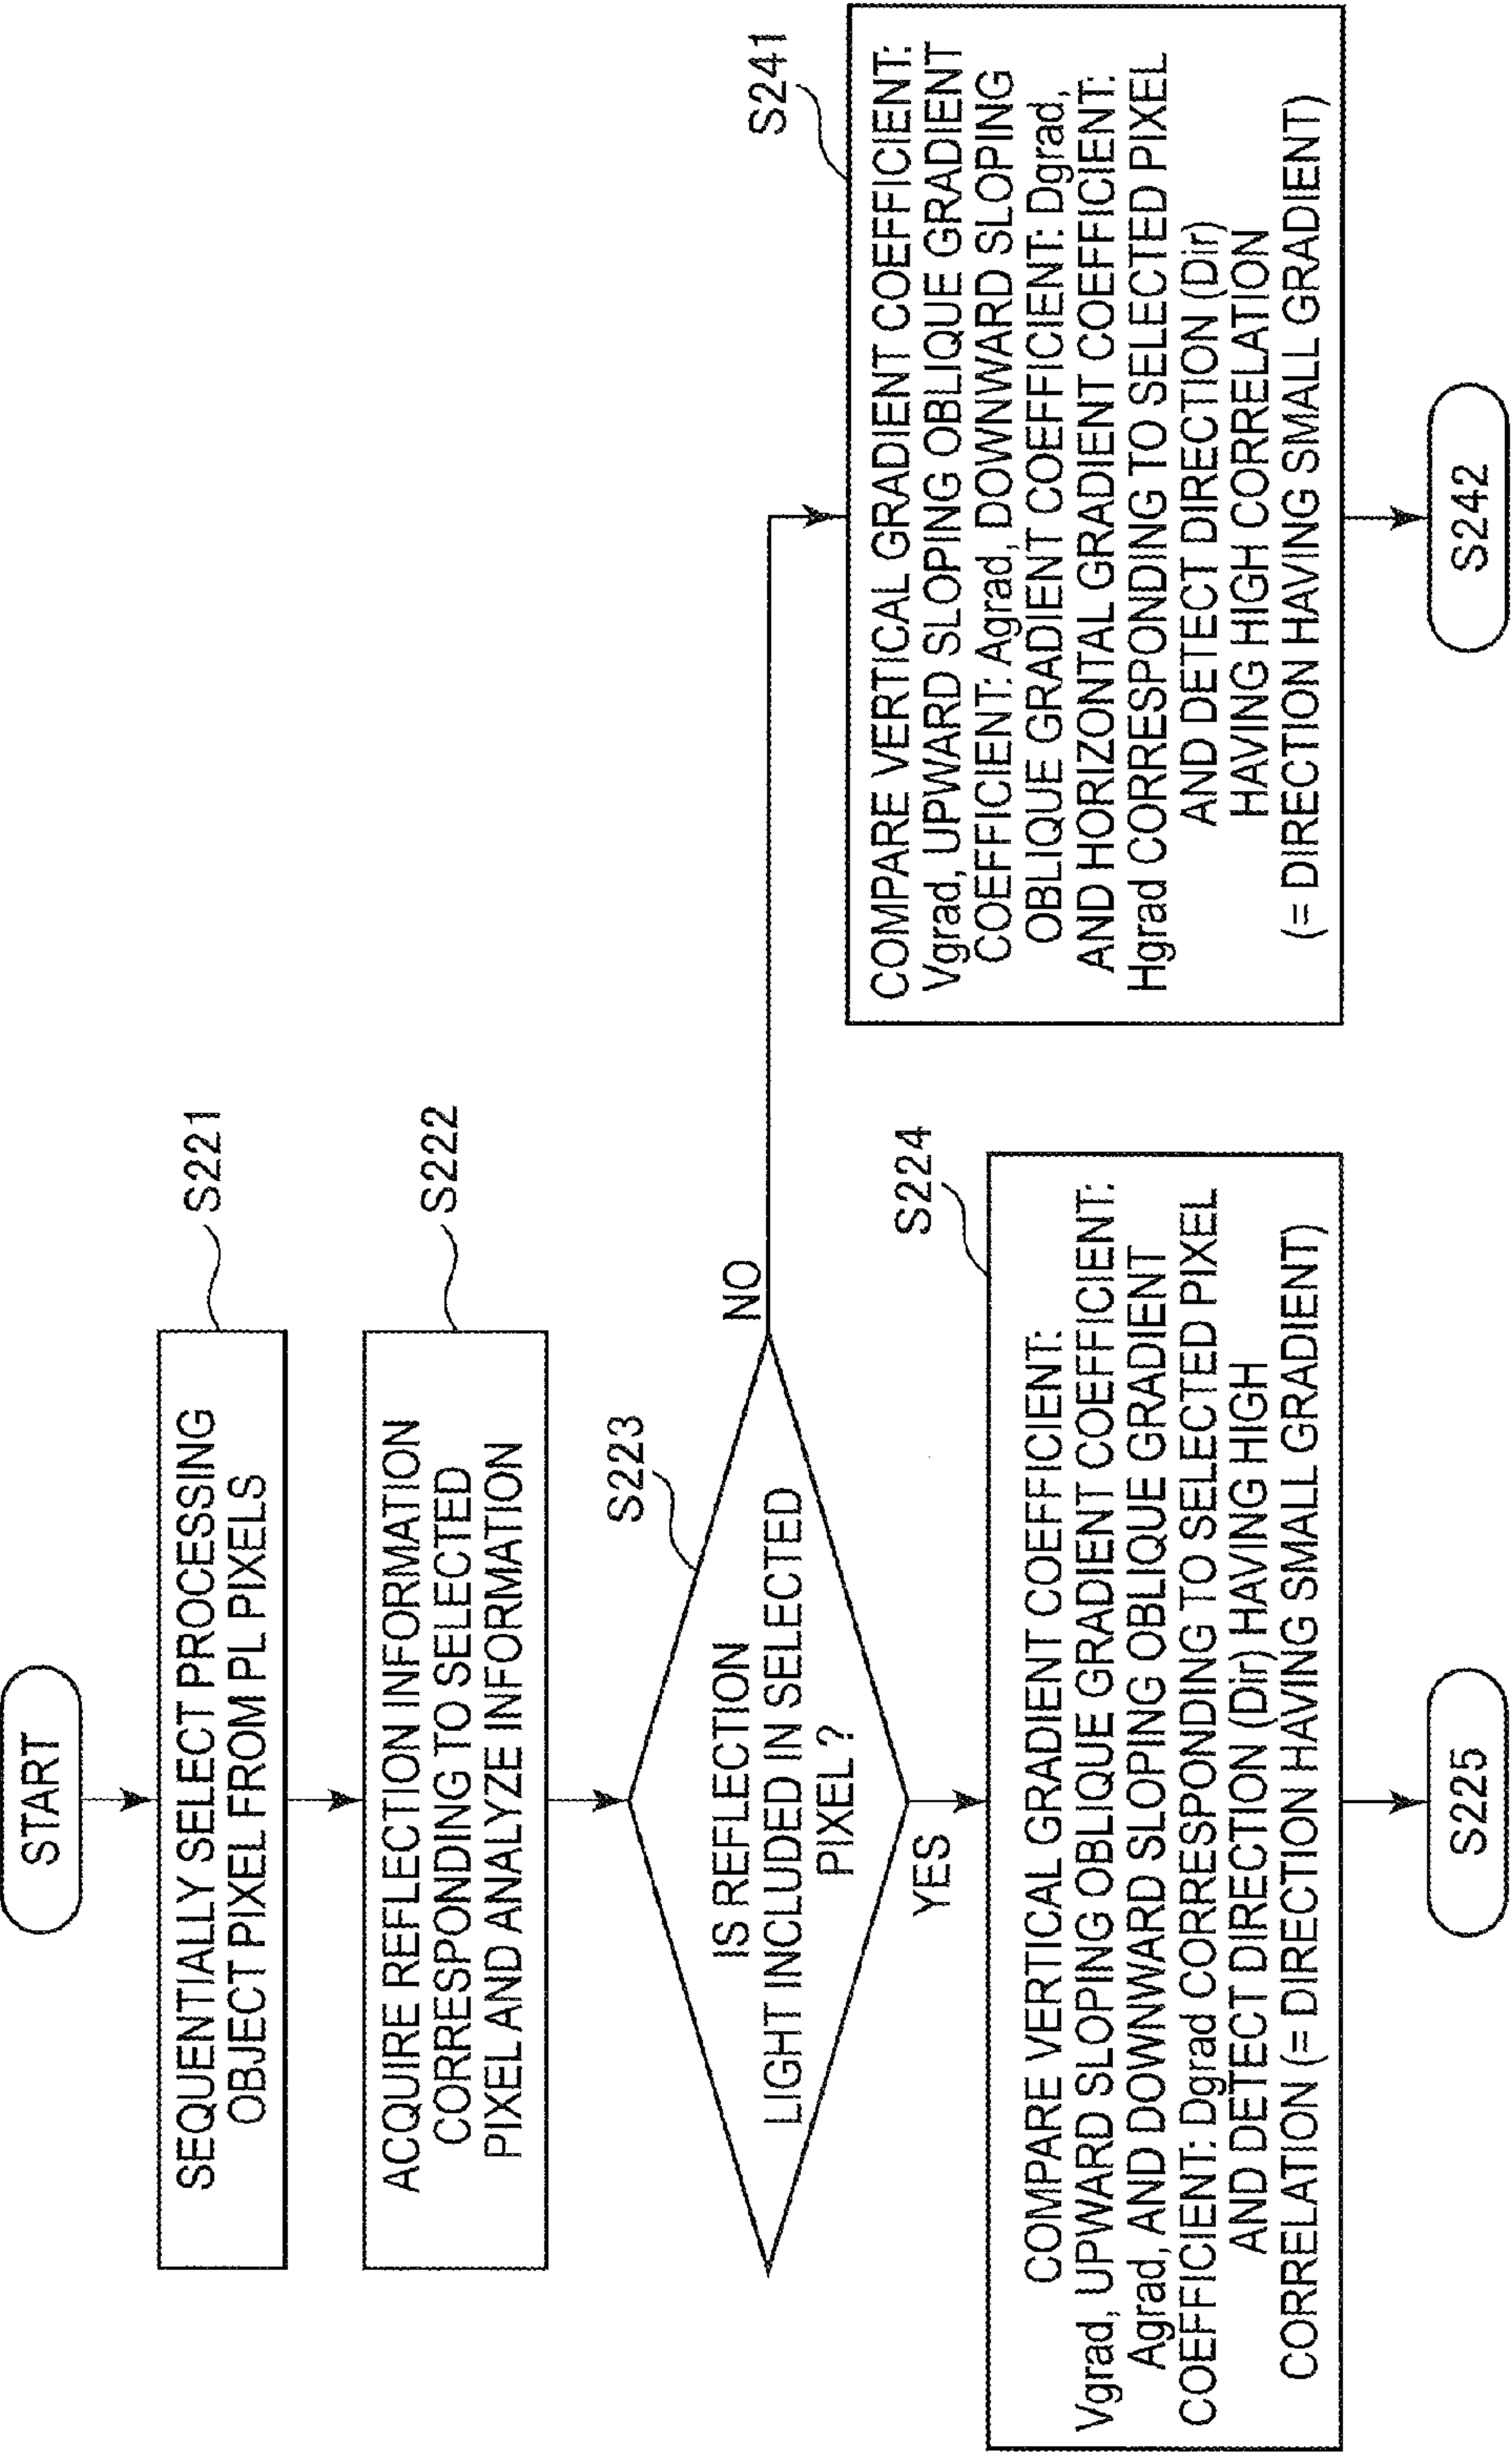 START
S221
SEQUENTIALLY SELECT PROCESSING
OBJECT PIXEL FROM PL PIXELS
S222
ACQUIRE REFLECTION INFORMATION
CORRESPONDING TO SELECTED
PIXEL AND ANALYZE INFORMATION
S223
IS REFLECTION
LIGHT INCLUDED IN SELECTED
PIXEL?
NO
YES
S224
COMPARE VERTICAL GRADIENT COEFFICIENT:
Vgrad, UPWARD SLOPING OBLIQUE GRADIENT COEFFICIENT:
Agrad, AND DOWNWARD SLOPING OBLIQUE GRADIENT
COEFFICIENT: Dgrad CORRESPONDING TO SELECTED PIXEL
AND DETECT DIRECTION (Dir) HAVING HIGH
CORRELATION (= DIRECTION HAVING SMALL GRADIENT)
S225
S241
COMPARE VERTICAL GRADIENT COEFFICIENT:
Vgrad, UPWARD SLOPING OBLIQUE GRADIENT
COEFFICIENT: Agrad, DOWNWARD SLOPING
OBLIQUE GRADIENT COEFFICIENT: Dgrad,
AND HORIZONTAL GRADIENT COEFFICIENT:
Hgrad CORRESPONDING TO SELECTED PIXEL
AND DETECT DIRECTION (Dir)
HAVING HIGH CORRELATION
(= DIRECTION HAVING SMALL GRADIENT)
S242